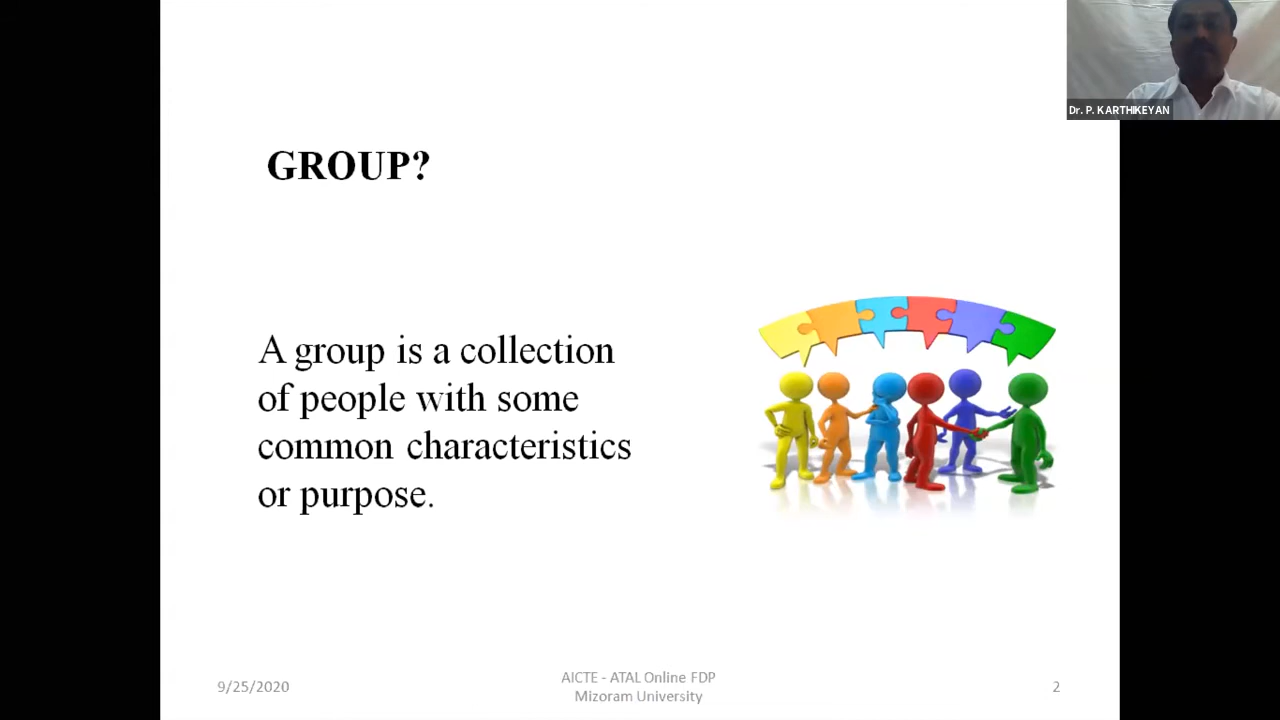 Dr. P. KARTHIKEYAN
GROUP?
A group is a collection
of people with some
common characteristics
or purpose.
9/25/2020
AICTE - ATAL Online FDP
Mizoram University
2